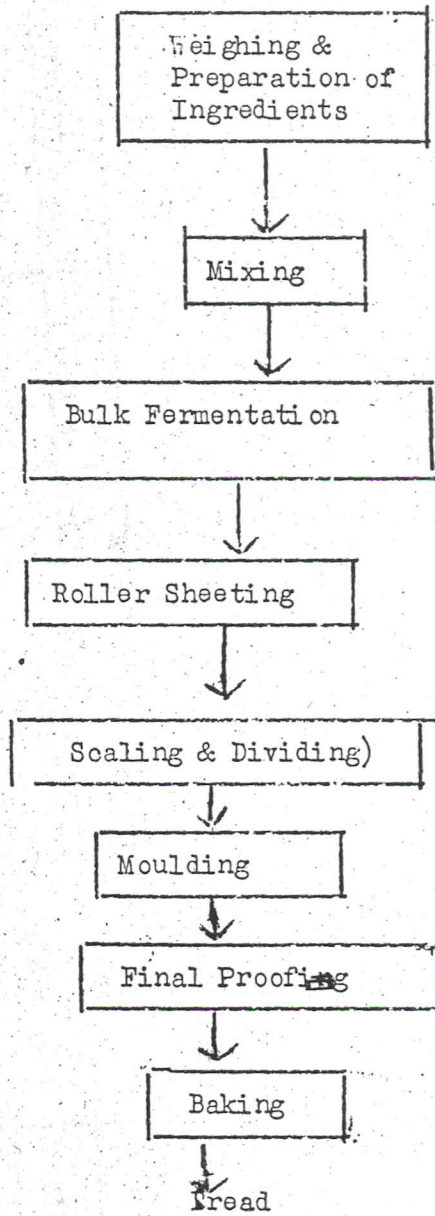 Weighing &
Preparation of
Ingredients
Mixing
Bulk Fermentation
Roller Sheeting
Scaling & Dividing)
Moulding
Final Proofing
Baking
Bread